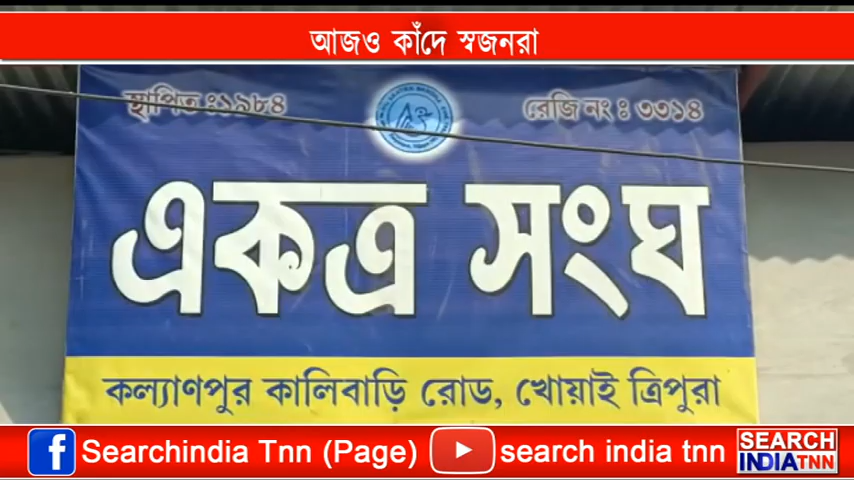 আজও কাঁদে স্বজনরা
স্থাপিত ঃ১৯৮৪
রেজি নং ঃ ৩৩১৪
একত্র সংঘ
কল্যাণপুর কালিবাড়ি রোড, খোয়াই ত্রিপুরা
f Searchindia Tnn (Page) search india tnn
SEARCH
INDIA TNN